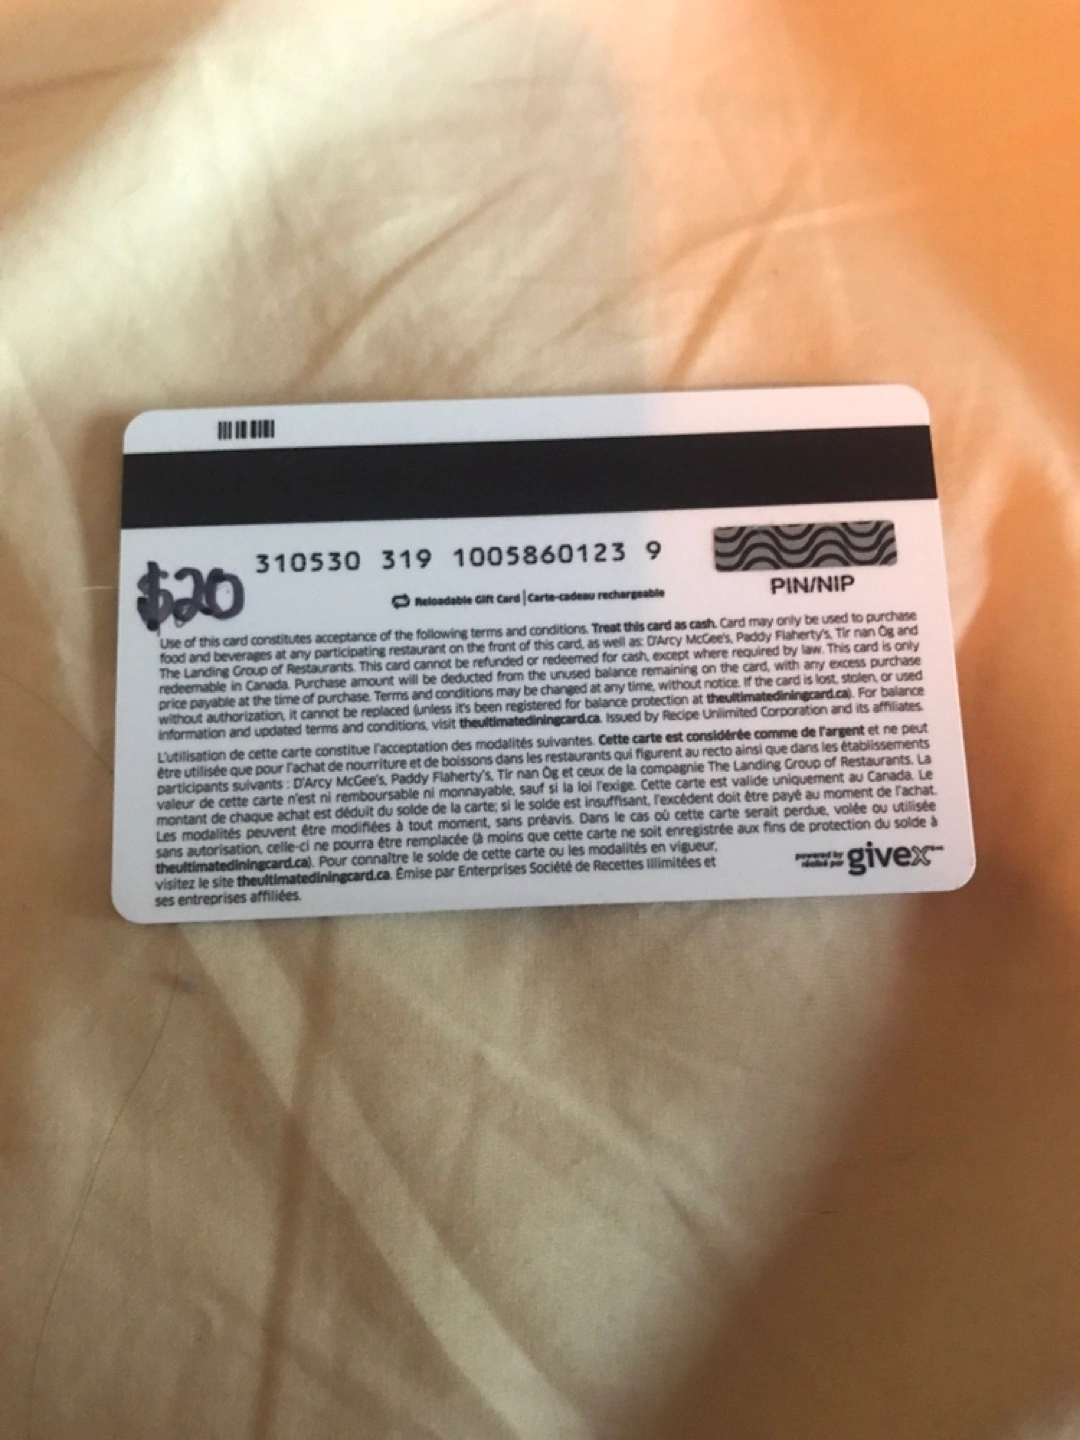 310530 319 1005860123 9
$20
PIN/NIP
Reloadable Gift Card | Carte-cadeau rechargeable
Use of this card constitutes acceptance of the following terms and conditions. Treat this card as cash. Card may only be used to purchase
food and beverages at any participating restaurant on the front of this card, as well as: D'Arcy McGee's, Paddy Flaherty's, Tir nan Òg and
The Landing Group of Restaurants. This card cannot be refunded or redeemed for cash, except where required by law. This card is only
redeemable in Canada. Purchase amount will be deducted from the unused balance remaining on the card, with any excess purchase
price payable at the time of purchase. Terms and conditions may be changed at any time, without notice. If the card is lost, stolen, or used
without authorization, it cannot be replaced (unless it's been registered for balance protection at theultimatediningcard.ca). For balance
information and updated terms and conditions, visit theultimatediningcard.ca. Issued by Recipe Unlimited Corporation and its affiliates.
L'utilisation de cette carte constitue l'acceptation des modalités suivantes. Cette carte est considérée comme de l'argent et ne peut
être utilisée que pour l'achat de nourriture et de boissons dans les restaurants qui figurent au recto ainsi que dans les établissements
participants suivants : D'Arcy McGee's, Paddy Flaherty's, Tir nan Òg et ceux de la compagnie The Landing Group of Restaurants. La
valeur de cette carte n'est ni remboursable ni monnayable, sauf si la loi l'exige. Cette carte est valide uniquement au Canada. Le
montant de chaque achat est déduit du solde de la carte; si le solde est insuffisant, l'excédent doit être payé au moment de l'achat.
Les modalités peuvent être modifiées à tout moment, sans préavis. Dans le cas où cette carte serait perdue, volée ou utilisée
sans autorisation, celle-ci ne pourra être remplacée (à moins que cette carte ne soit enregistrée aux fins de protection du solde à
theultimatediningcard.ca). Pour connaître le solde de cette carte ou les modalités en vigueur,
visitez le site theultimatediningcard.ca. Émise par Enterprises Société de Recettes Illimitées et
ses entreprises affiliées.
powered by
réalisé par
givex